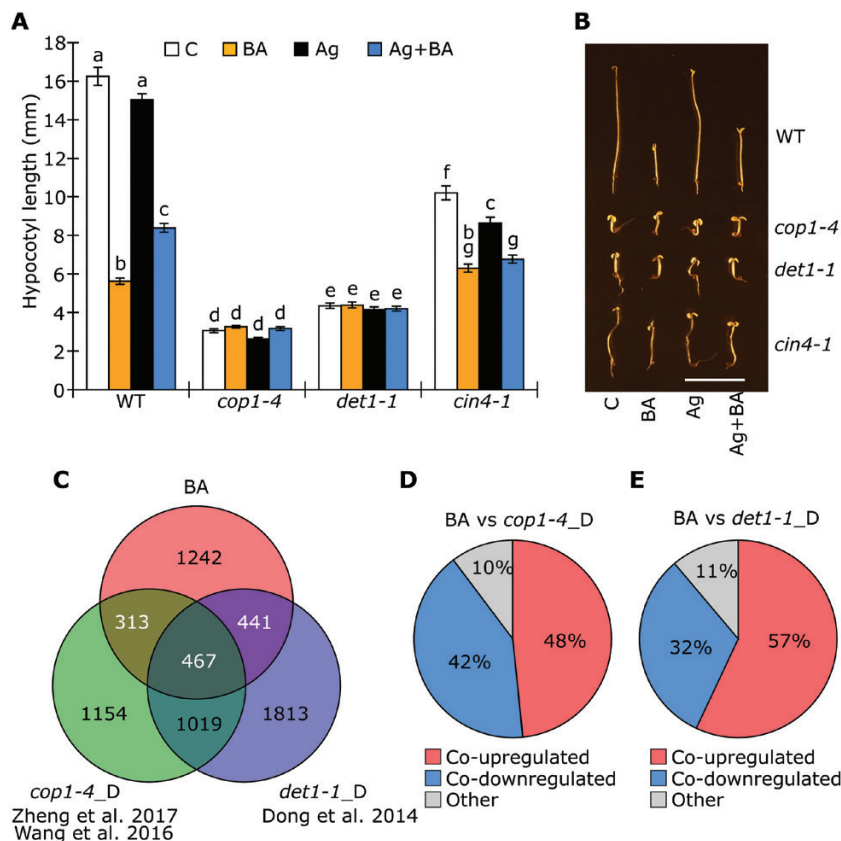 A
18
16
14
12
10
8
6
4
2
0
Hypocotyl length (mm)
C BA Ag Ag+BA
a
b
a
c
d d d d
e e e e
f
b
g
c
g
WT cop1-4 det1-1 cin4-1
B
WT
cop1-4
det1-1
cin4-1
C BA Ag Ag+BA
C
BA
1242
313 441
467
1154 1019 1813
cop1-4_D det1-1_D
Zheng et al. 2017 Dong et al. 2014
Wang et al. 2016
D
BA vs cop1-4_D
10%
42% 48%
Co-upregulated
Co-downregulated
Other
E
BA vs det1-1_D
11%
32% 57%
Co-upregulated
Co-downregulated
Other